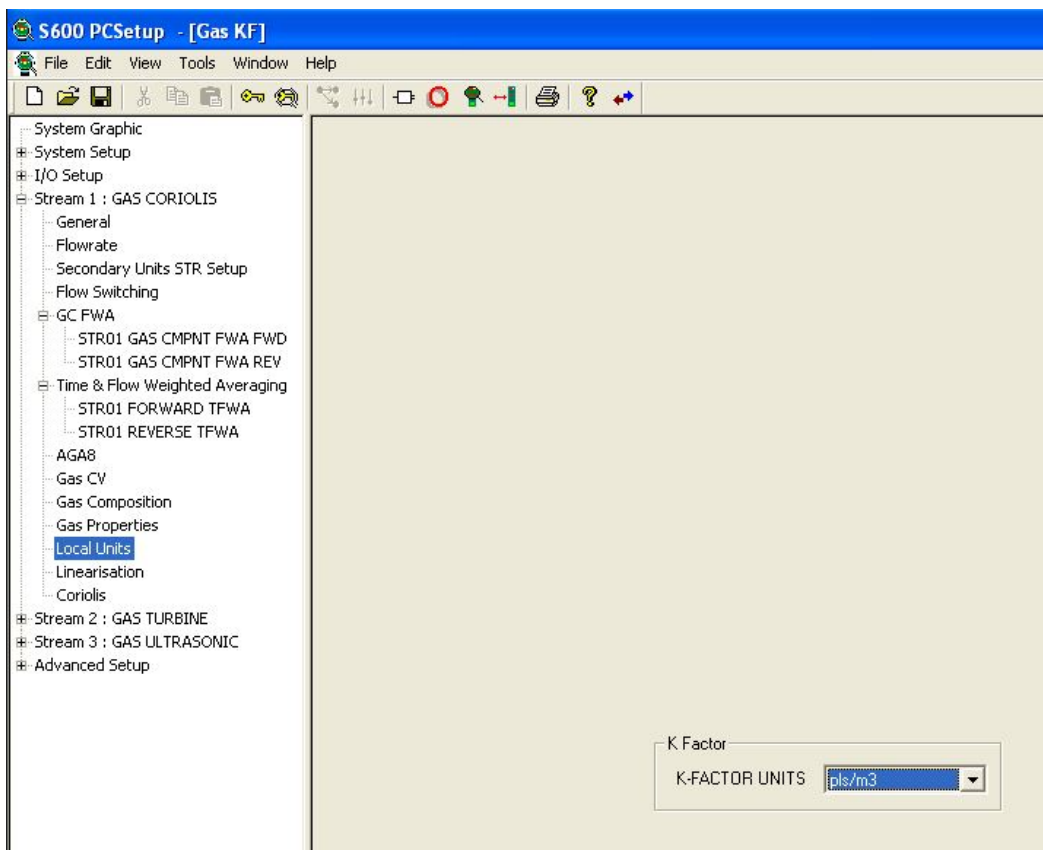 S600 PCSetup - [Gas KF]
File Edit View Tools Window Help
System Graphic
System Setup
I/O Setup
Stream 1 : GAS CORIOLIS
General
Flowrate
Secondary Units STR Setup
Flow Switching
GC FWA
STR01 GAS CMPNT FWA FWD
STR01 GAS CMPNT FWA REV
Time & Flow Weighted Averaging
STR01 FORWARD TFWA
STR01 REVERSE TFWA
AGA8
Gas CV
Gas Composition
Gas Properties
Local Units
Linearisation
Coriolis
Stream 2 : GAS TURBINE
Stream 3 : GAS ULTRASONIC
Advanced Setup
K Factor
K-FACTOR UNITS pls/m3